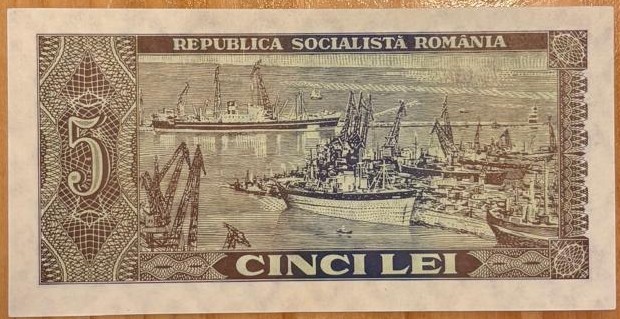 REPUBLICA SOCIALISTĂ ROMÂNIA
5
CINCI LEI